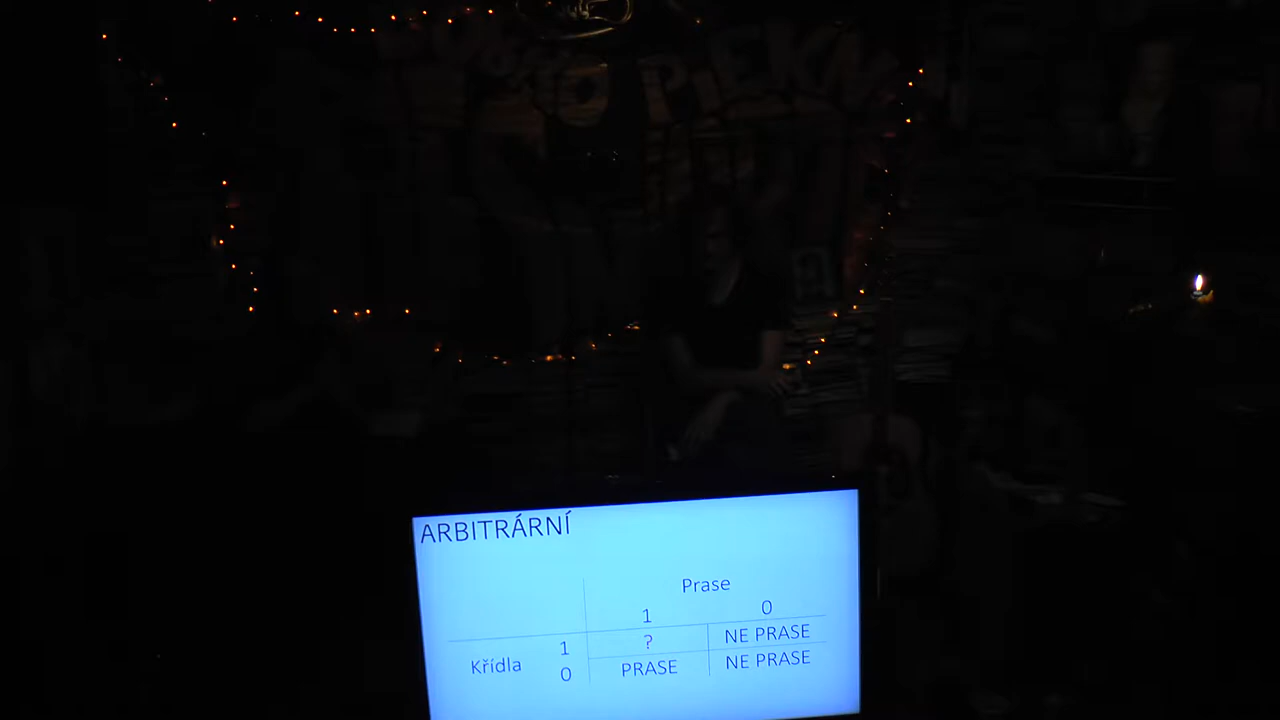 ARBITRÁRNÍ
Prase
1 0
1 ? NE PRASE
Křídla
0 PRASE NE PRASE